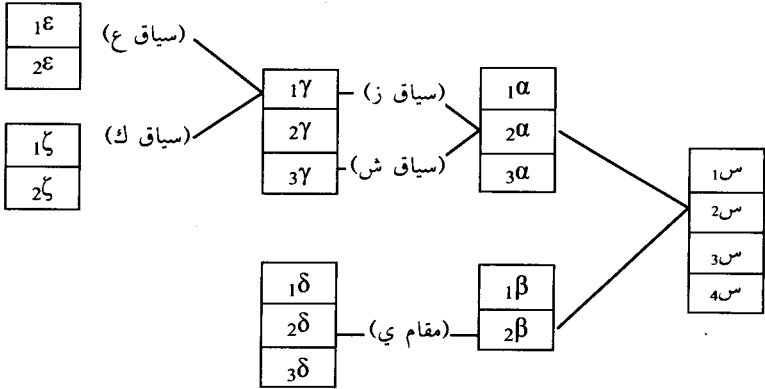 س1
س2
س3
س4
α1
α2
α3
β1
β2
(سياق ز)
(سياق ش)
(مقام ي)
γ1
γ2
γ3
δ1
δ2
δ3
(سياق ع)
(سياق ك)
ε1
ε2
ζ1
ζ2